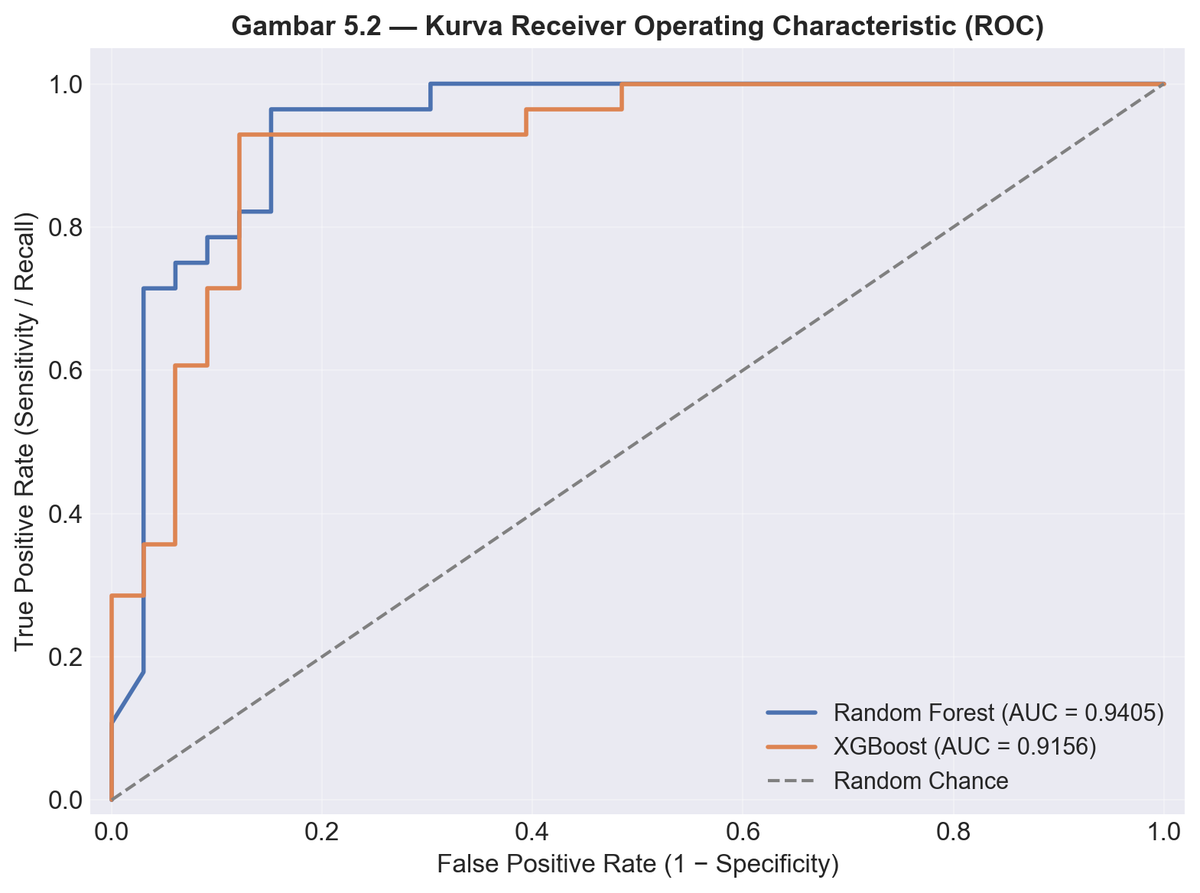 Gambar 5.2 — Kurva Receiver Operating Characteristic (ROC)
True Positive Rate (Sensitivity / Recall)
1.0
0.8
0.6
0.4
0.2
0.0
Random Forest (AUC = 0.9405)
XGBoost (AUC = 0.9156)
Random Chance
0.0 0.2 0.4 0.6 0.8 1.0
False Positive Rate (1 − Specificity)